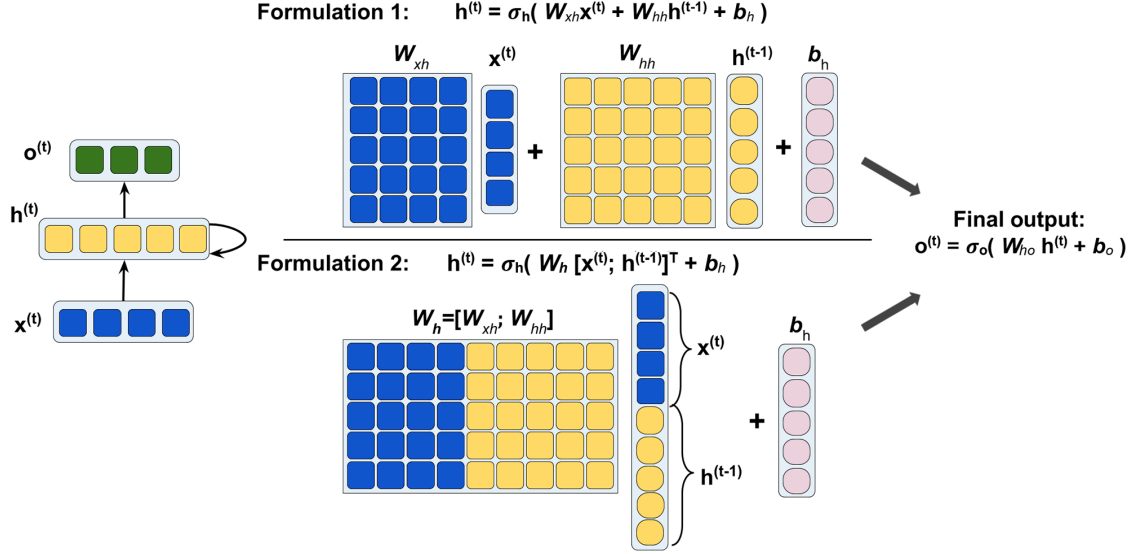 Formulation 1: h(t) = σh( Wxhx(t) + Whhh(t-1) + bh )
Wxh x(t) Whh h(t-1) bh
+ +
o(t)
h(t)
x(t)
Final output:
o(t) = σo( Who h(t) + bo )
Formulation 2: h(t) = σh( Wh [x(t); h(t-1)]T + bh )
Wh=[Wxh; Whh]
x(t)
bh
+
h(t-1)